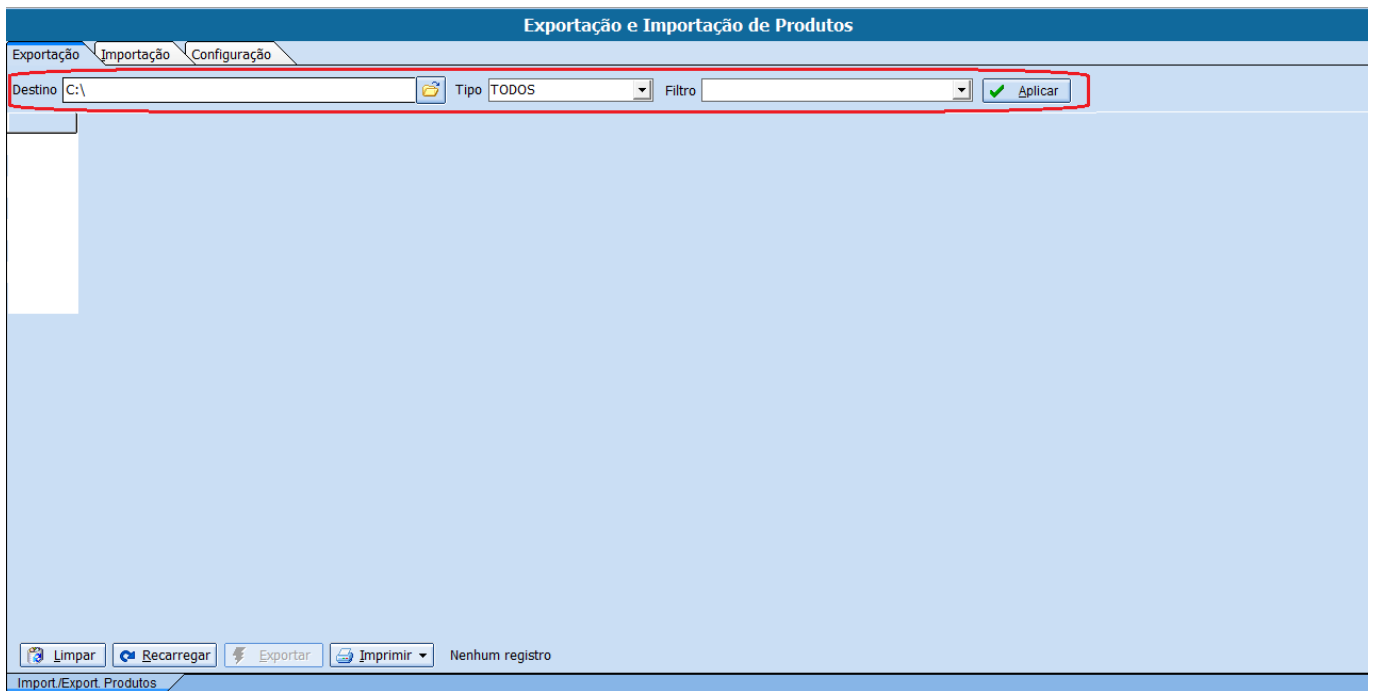 Exportação e Importação de Produtos
Exportação Importação Configuração
Destino C:\ Tipo TODOS Filtro Aplicar
Limpar Recarregar Exportar Imprimir Nenhum registro
Import./Export. Produtos